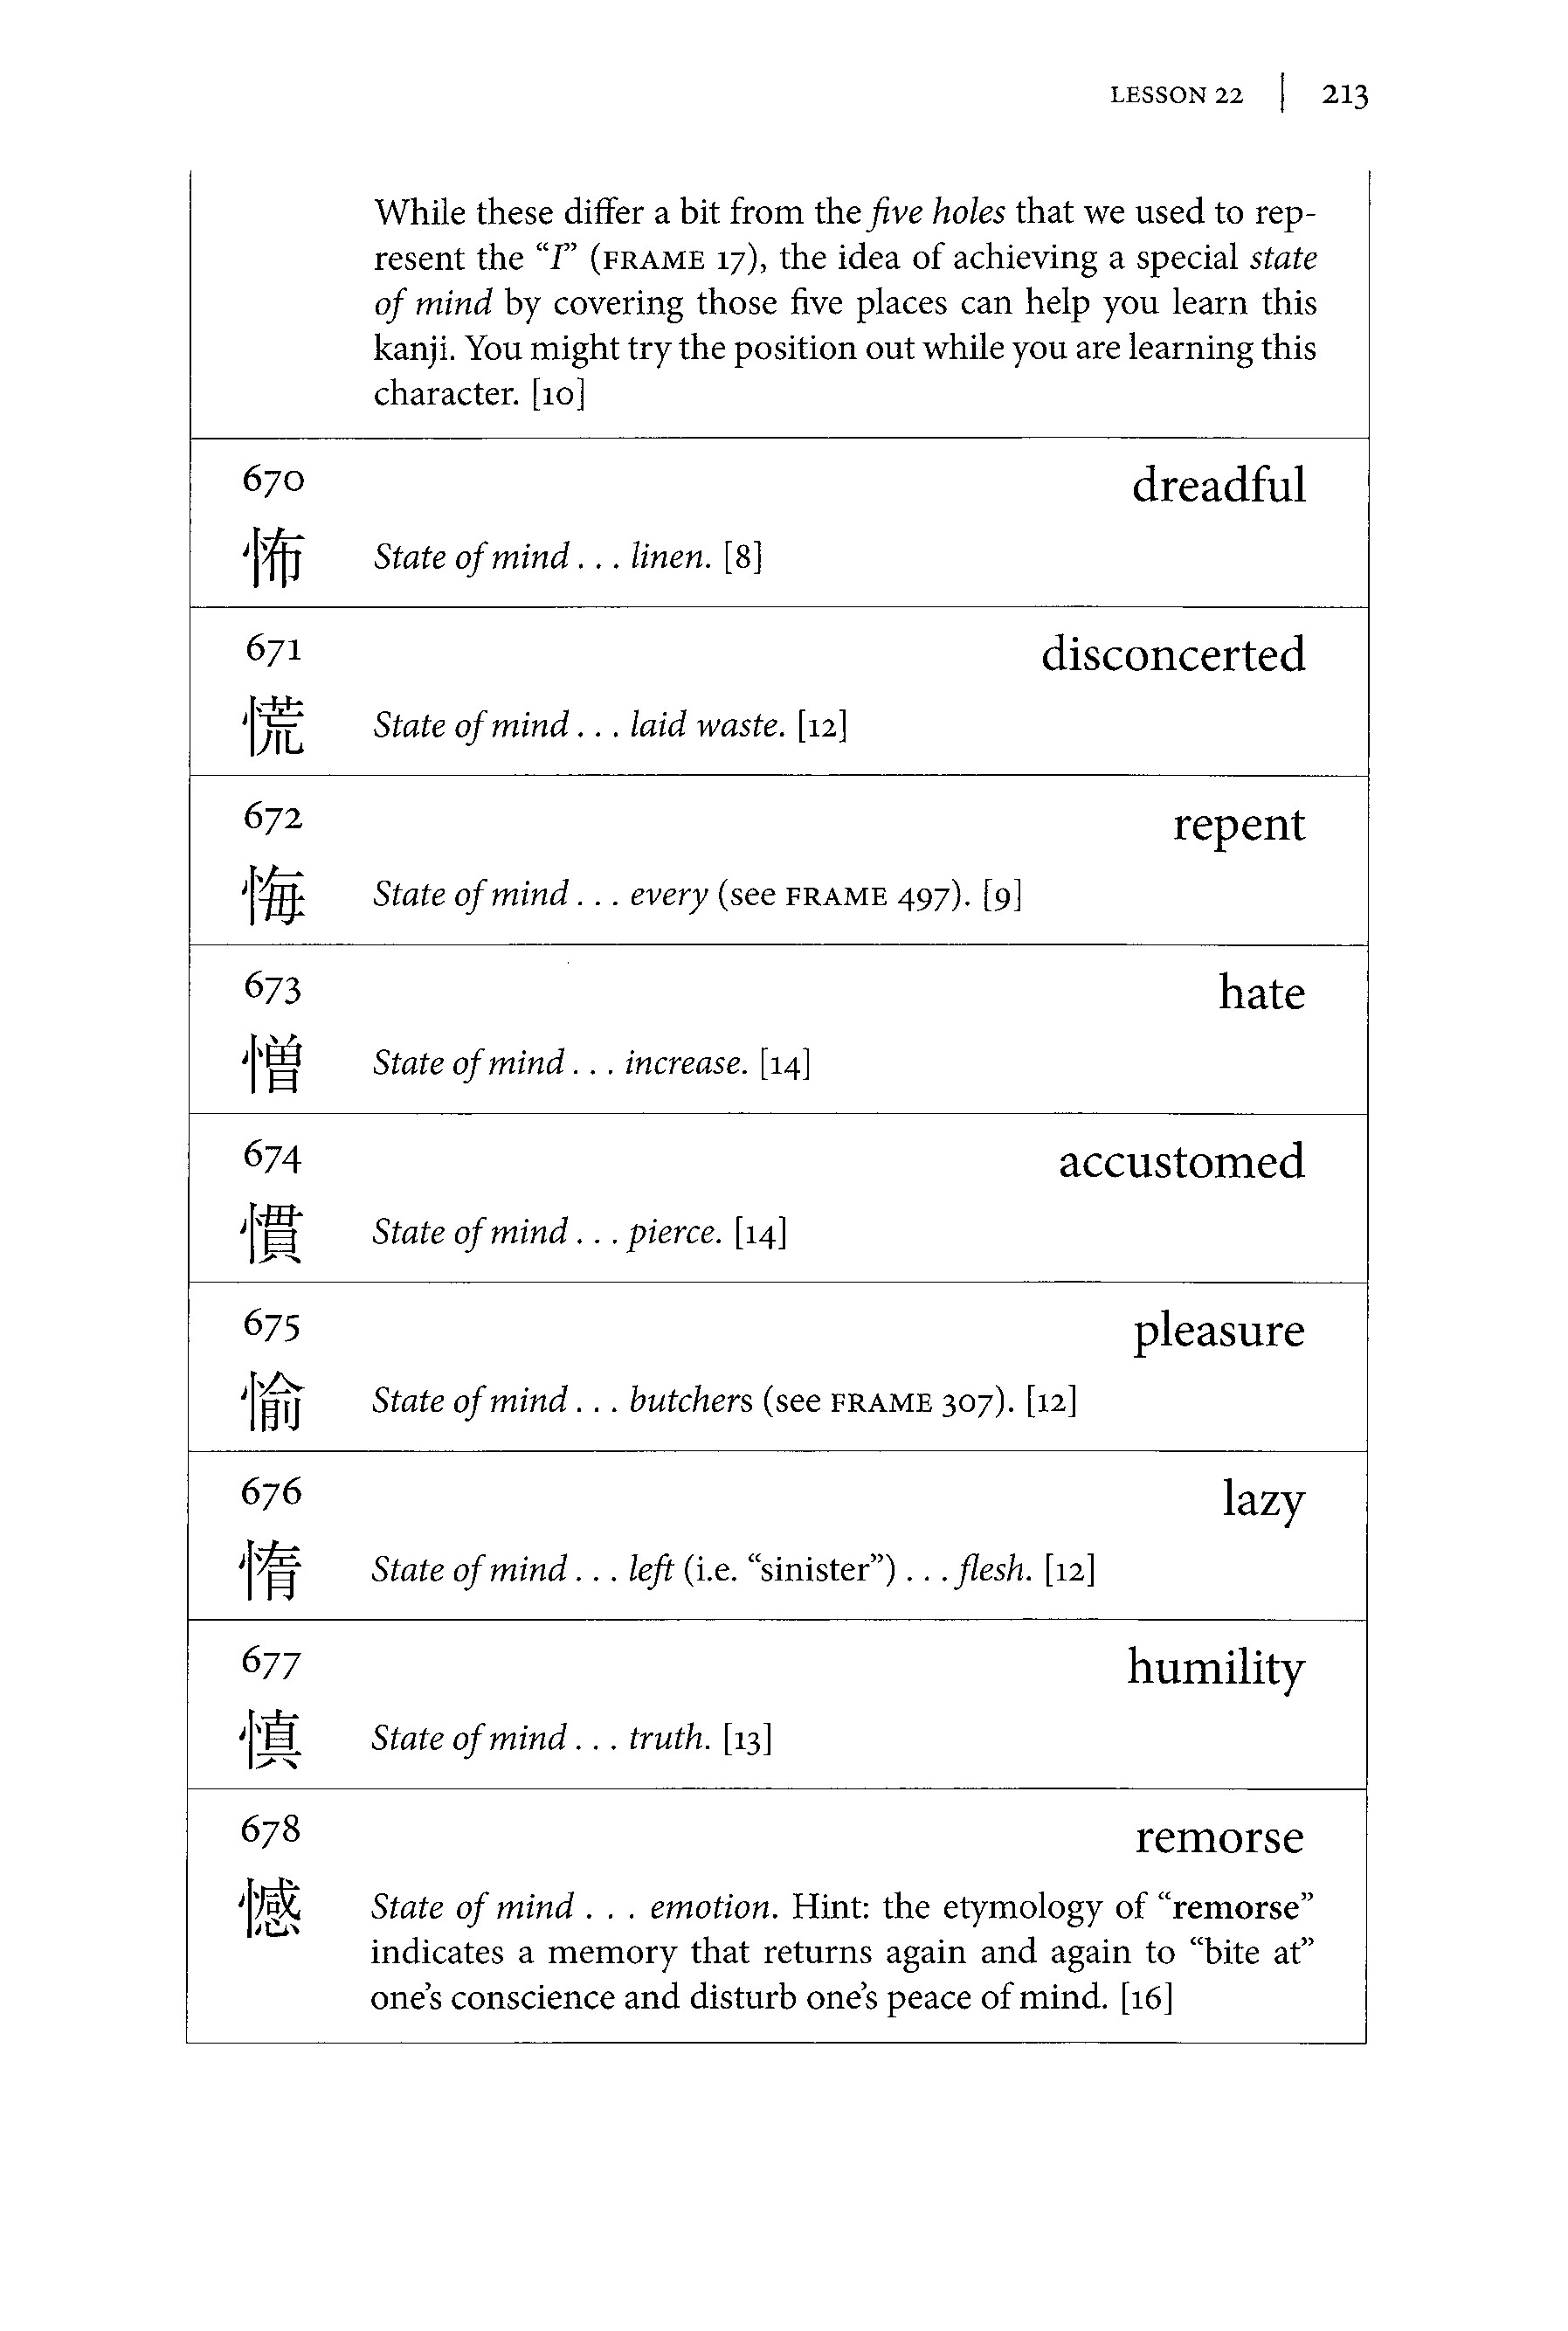 LESSON 22 | 213
While these differ a bit from the five holes that we used to rep-
resent the “I” (FRAME 17), the idea of achieving a special state
of mind by covering those five places can help you learn this
kanji. You might try the position out while you are learning this
character. [10]
670 dreadful
怖 State of mind . . . linen. [8]
671 disconcerted
慌 State of mind . . . laid waste. [12]
672 repent
悔 State of mind . . . every (see FRAME 497). [9]
673 hate
憎 State of mind . . . increase. [14]
674 accustomed
慣 State of mind . . . pierce. [14]
675 pleasure
愉 State of mind . . . butchers (see FRAME 307). [12]
676 lazy
惰 State of mind . . . left (i.e. “sinister”) . . . flesh. [12]
677 humility
慎 State of mind . . . truth. [13]
678 remorse
憾 State of mind . . . emotion. Hint: the etymology of “remorse”
indicates a memory that returns again and again to “bite at”
one’s conscience and disturb one’s peace of mind. [16]